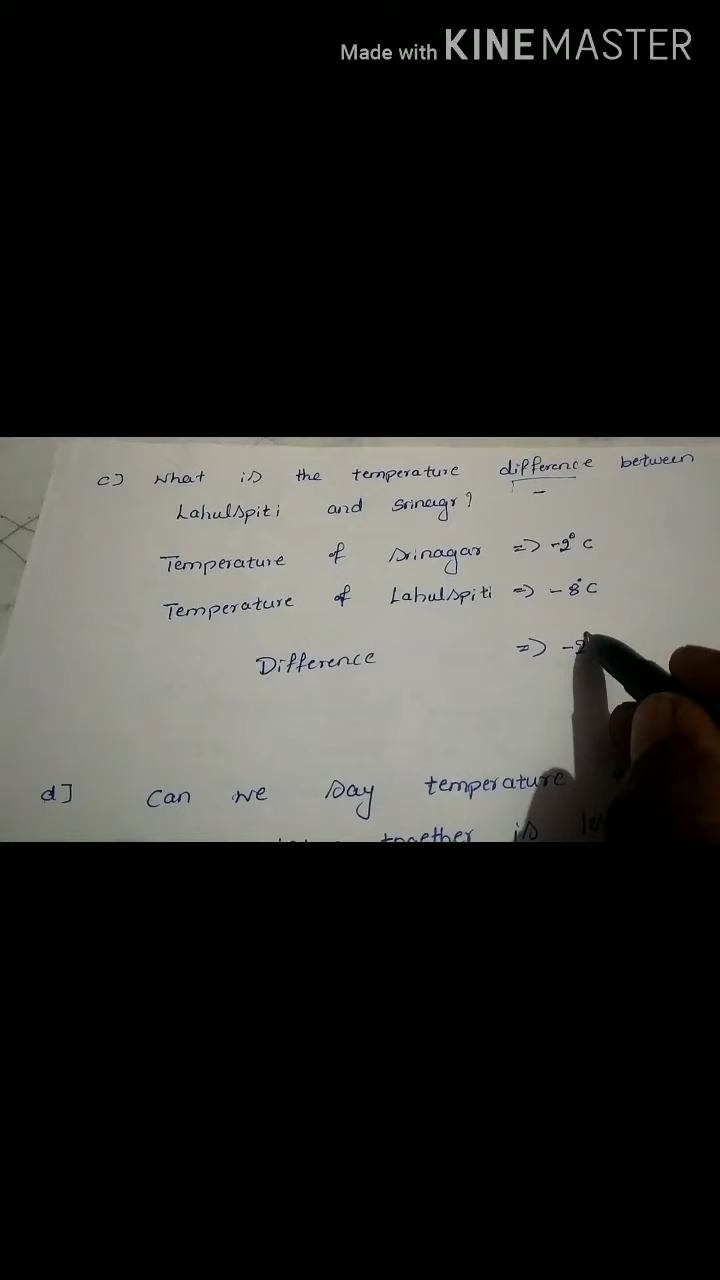 Made with KINEMASTER
c] What is the temperature difference between
Lahulspiti and srinagr?
Temperature of Srinagar => -2°C
Temperature of Lahulspiti => -8°C
Difference => -2°
d] Can we say temperature
together is